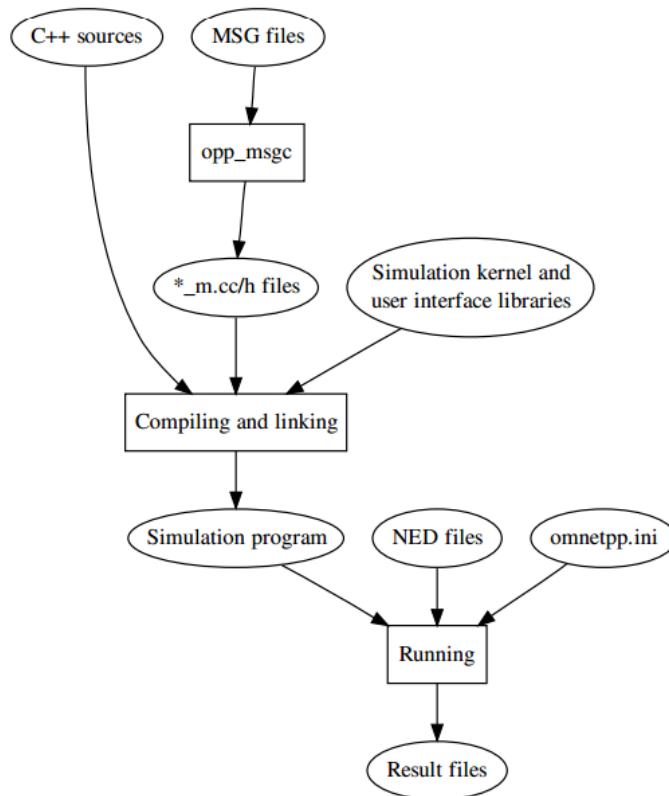 C++ sources
MSG files
opp_msgc
*_m.cc/h files
Simulation kernel and
user interface libraries
Compiling and linking
Simulation program
NED files
omnetpp.ini
Running
Result files